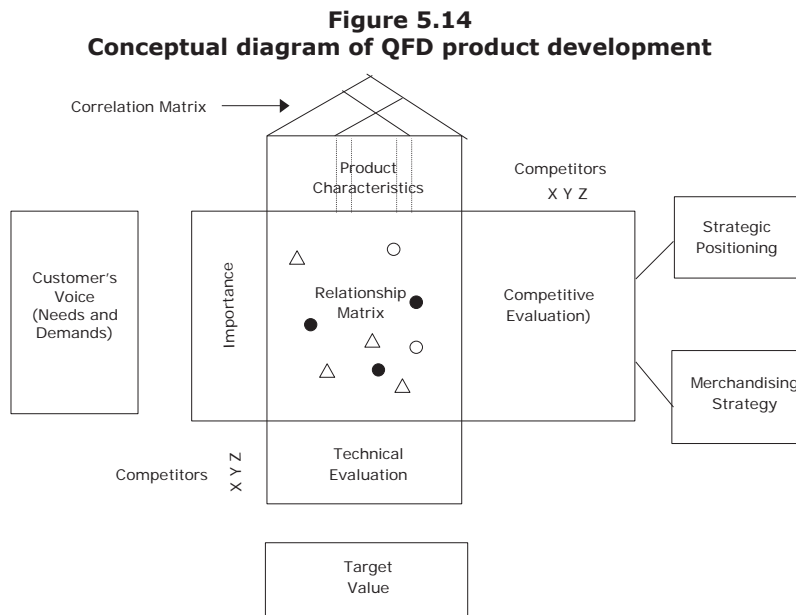 Figure 5.14
Conceptual diagram of QFD product development
Correlation Matrix
Product
Characteristics
Competitors
X Y Z
Strategic
Positioning
Customer's
Voice
(Needs and
Demands)
Importance
Relationship
Matrix
Competitive
Evaluation)
Merchandising
Strategy
Competitors
X Y Z
Technical
Evaluation
Target
Value